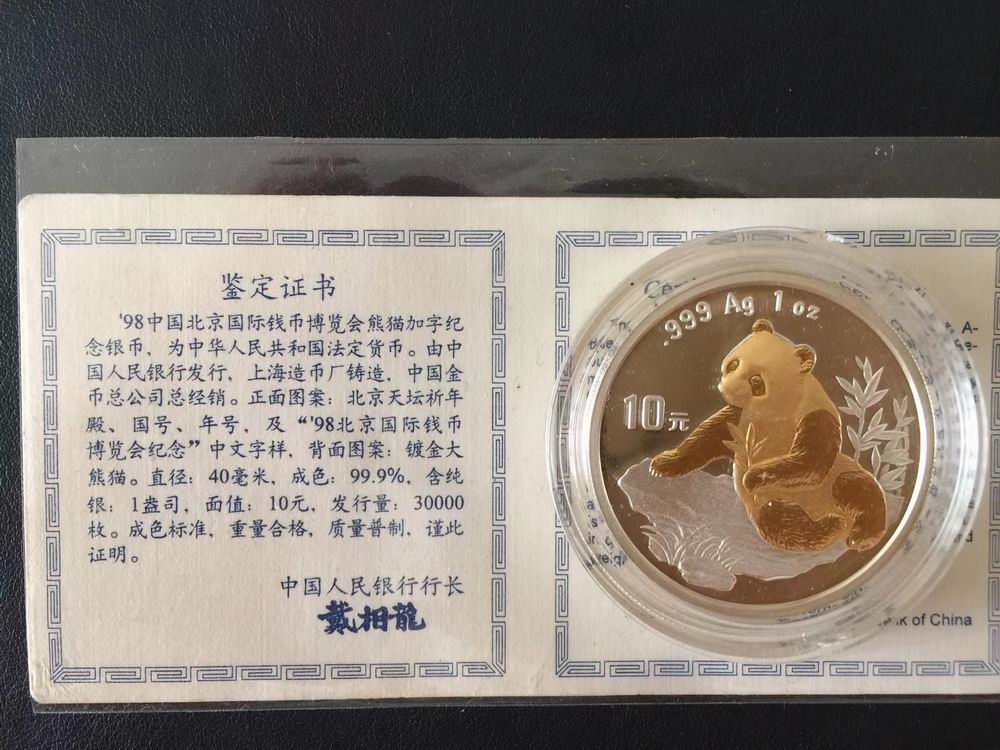 鉴定证书
'98中国北京国际钱币博览会熊猫加字纪
念银币，为中华人民共和国法定货币。由中
国人民银行发行，上海造币厂铸造，中国金
币总公司总经销。正面图案：北京天坛祈年
殿、国号、年号，及“'98北京国际钱币
博览会纪念”中文字样，背面图案：镀金大
熊猫。直径：40毫米，成色：99.9%，含纯
银：1盎司，面值：10元，发行量：30000
枚。成色标准，重量合格，质量普制，谨此
证明。
中国人民银行行长
戴相龍
.999 Ag 1 oz
10元
of China